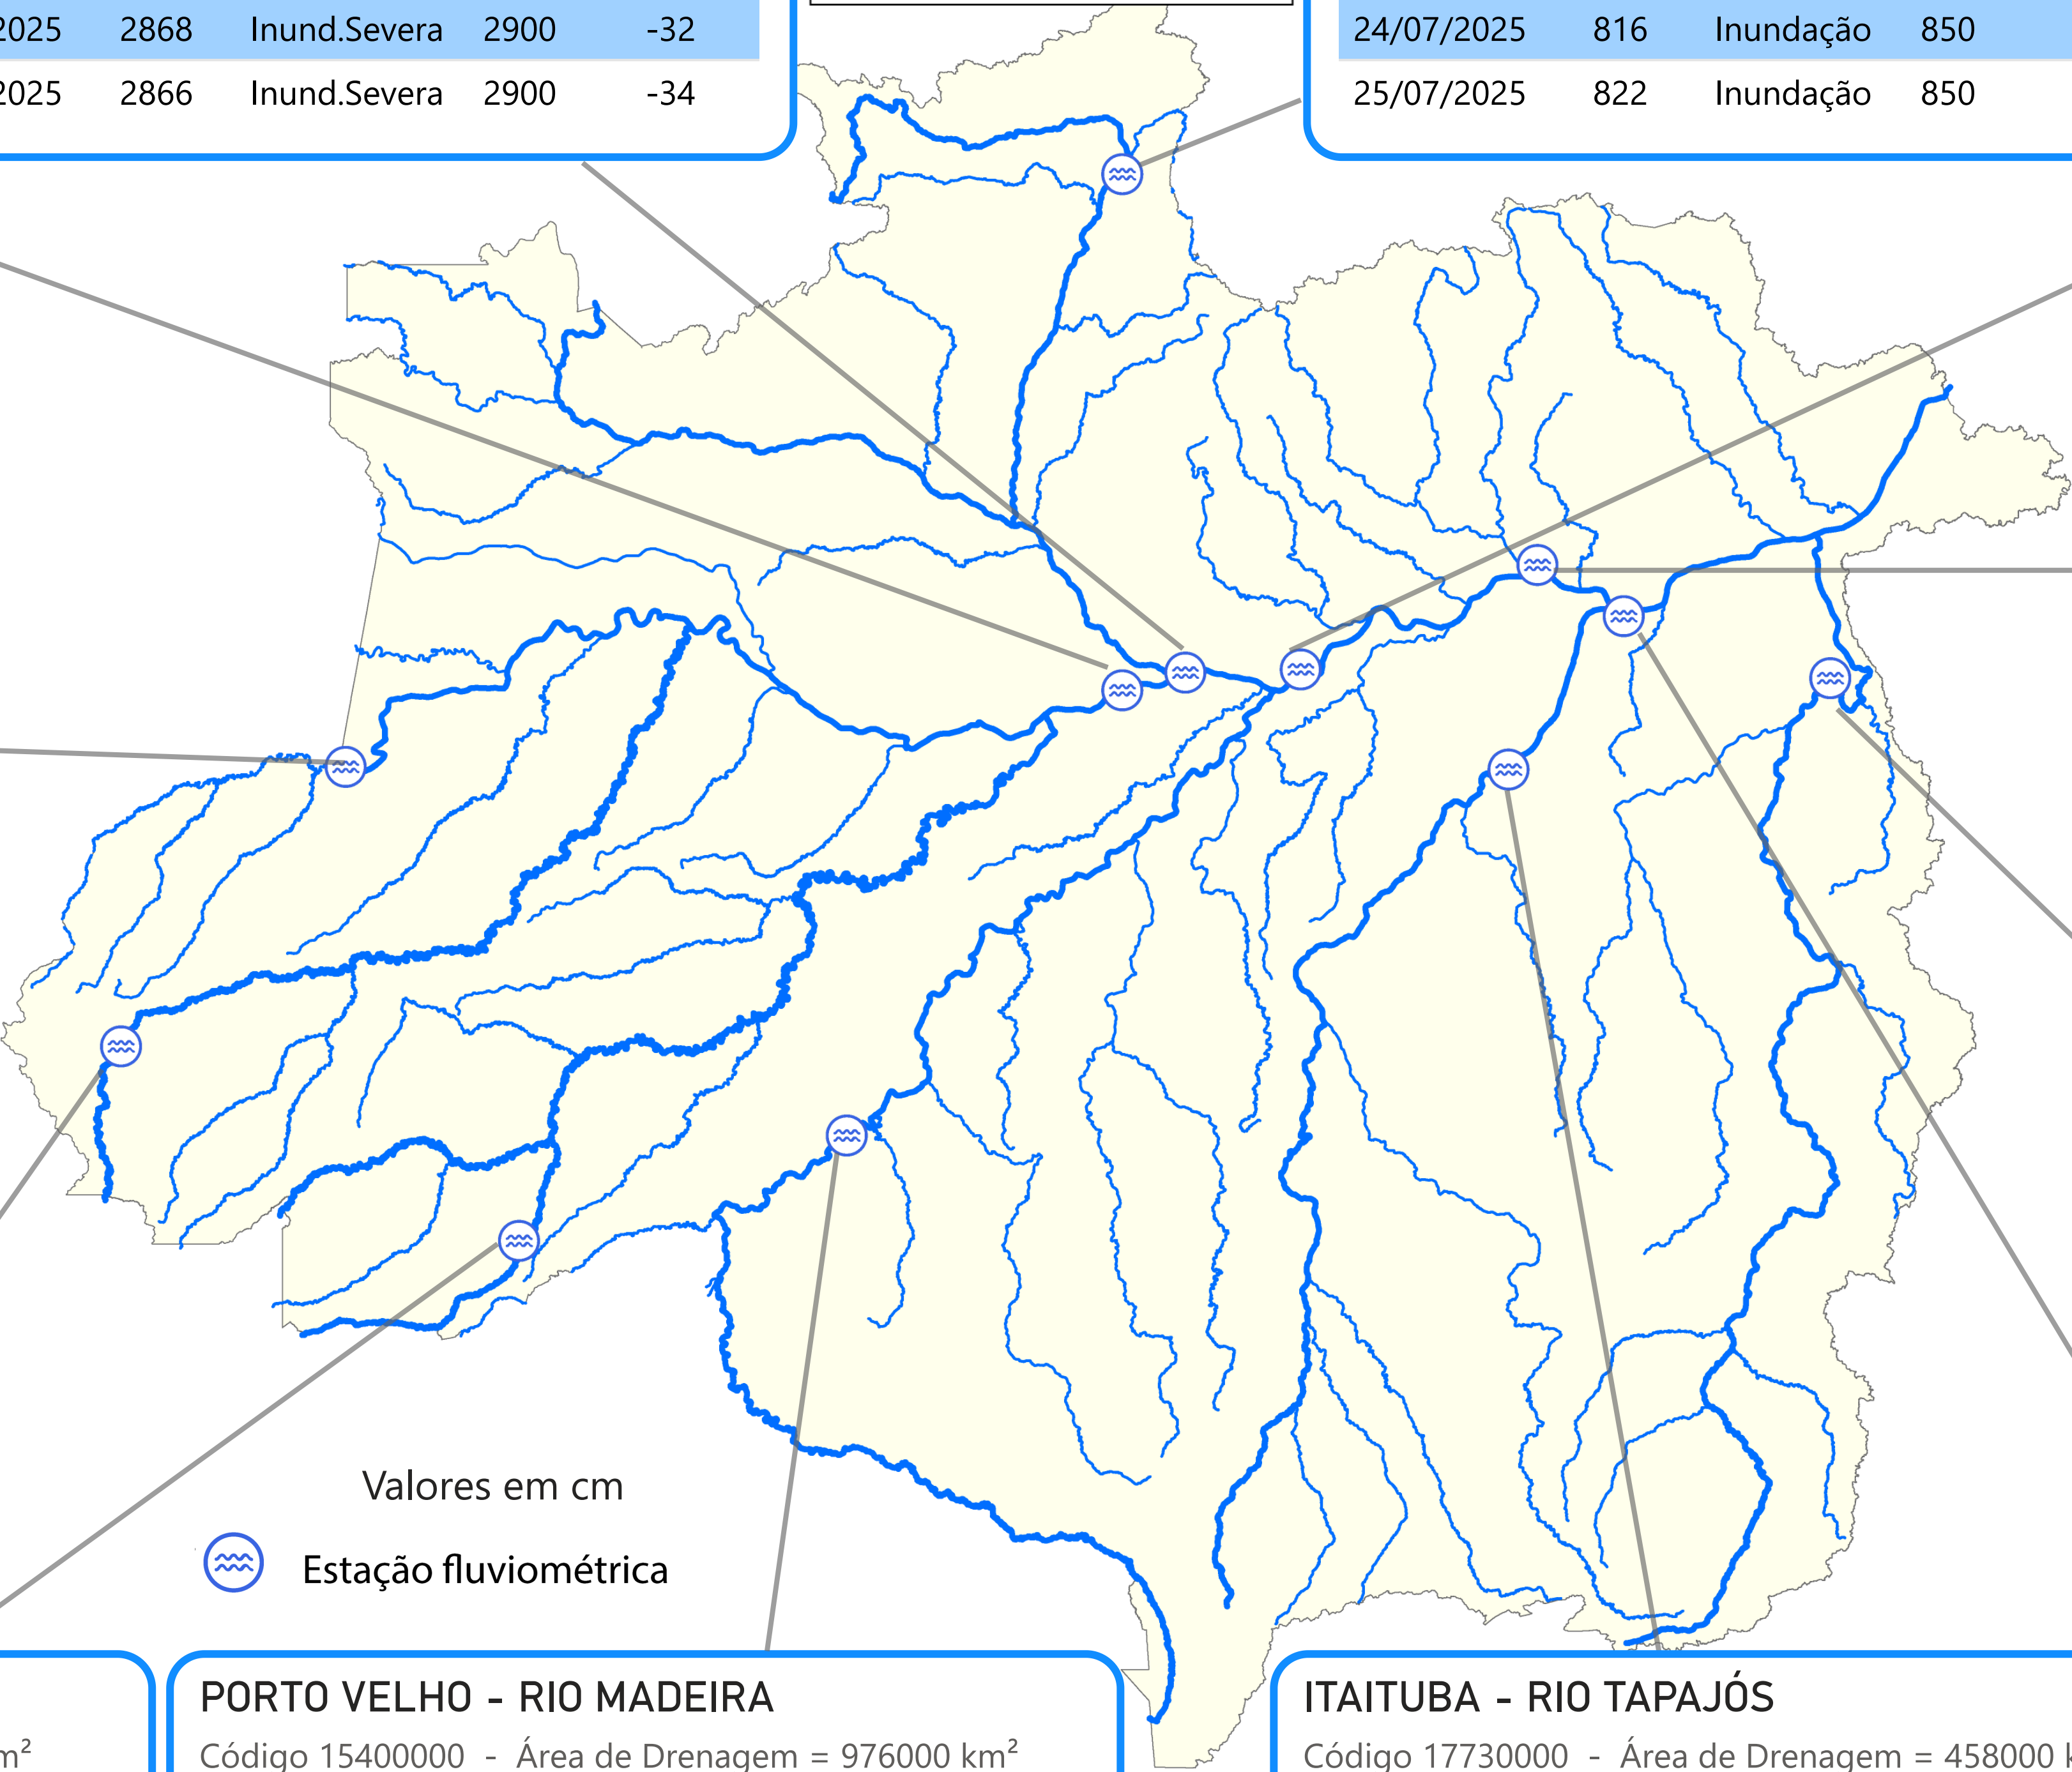 2025 2868 Inund.Severa 2900 -32
2025 2866 Inund.Severa 2900 -34
24/07/2025 816 Inundação 850
25/07/2025 822 Inundação 850
Valores em cm
Estação fluviométrica
m²
PORTO VELHO - RIO MADEIRA
Código 15400000 - Área de Drenagem = 976000 km²
ITAITUBA - RIO TAPAJÓS
Código 17730000 - Área de Drenagem = 458000 k